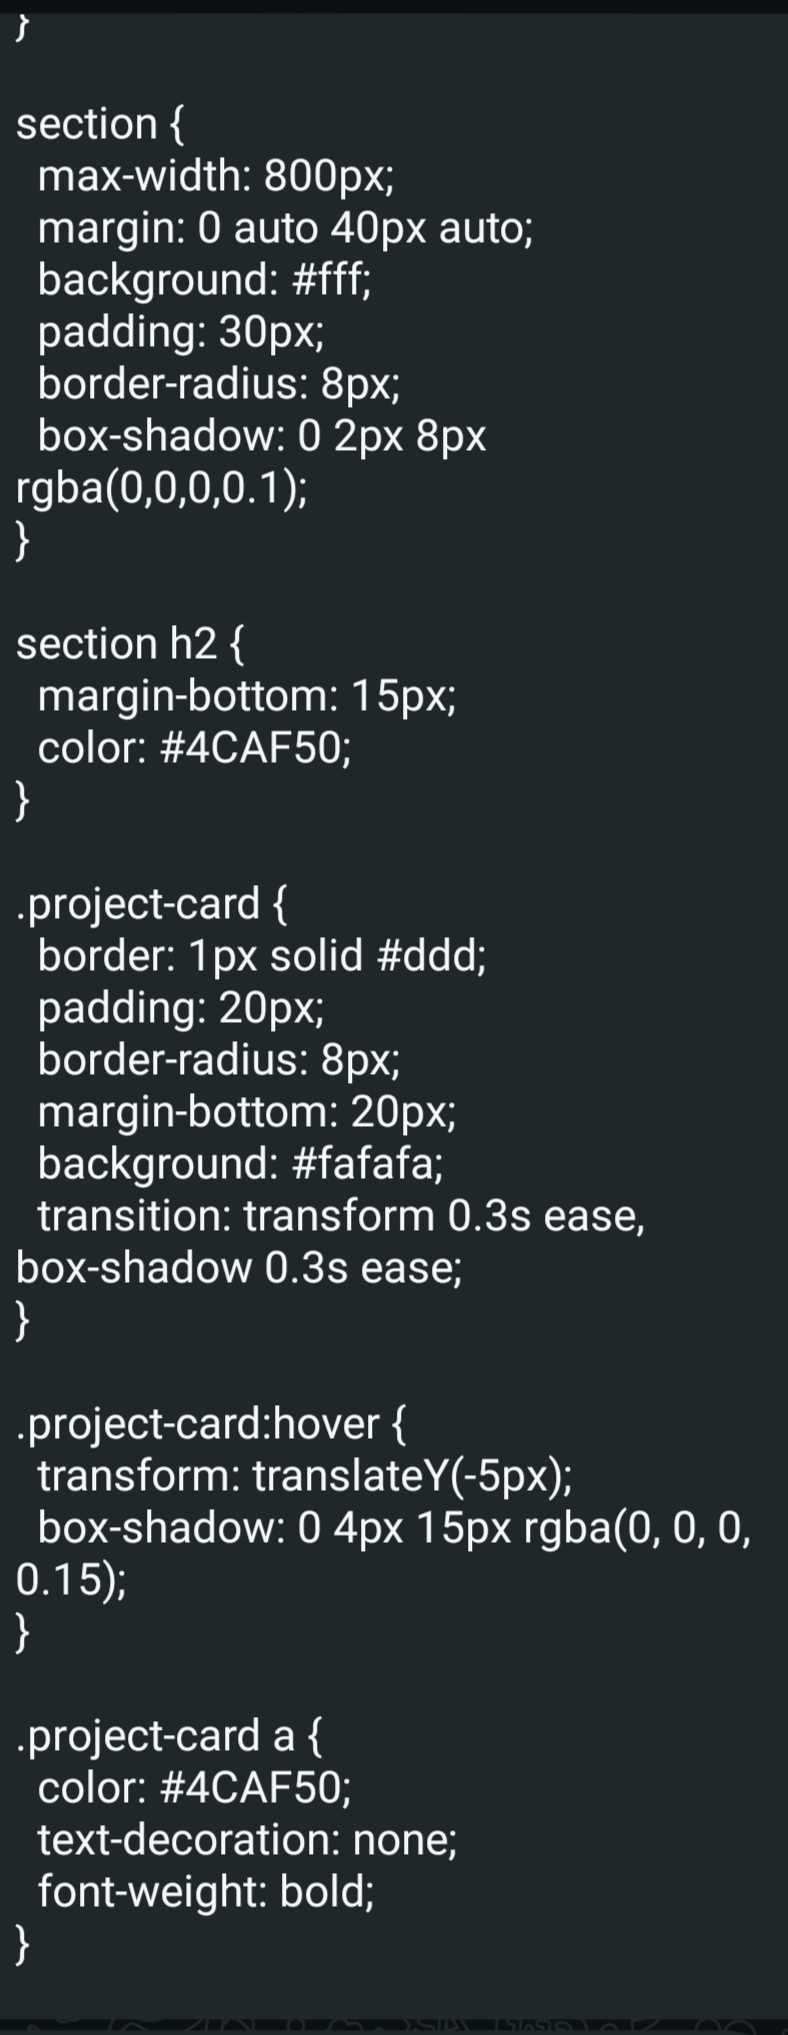 }

section {
  max-width: 800px;
  margin: 0 auto 40px auto;
  background: #fff;
  padding: 30px;
  border-radius: 8px;
  box-shadow: 0 2px 8px
rgba(0,0,0,0.1);
}

section h2 {
  margin-bottom: 15px;
  color: #4CAF50;
}

.project-card {
  border: 1px solid #ddd;
  padding: 20px;
  border-radius: 8px;
  margin-bottom: 20px;
  background: #fafafa;
  transition: transform 0.3s ease,
box-shadow 0.3s ease;
}

.project-card:hover {
  transform: translateY(-5px);
  box-shadow: 0 4px 15px rgba(0, 0, 0,
0.15);
}

.project-card a {
  color: #4CAF50;
  text-decoration: none;
  font-weight: bold;
}